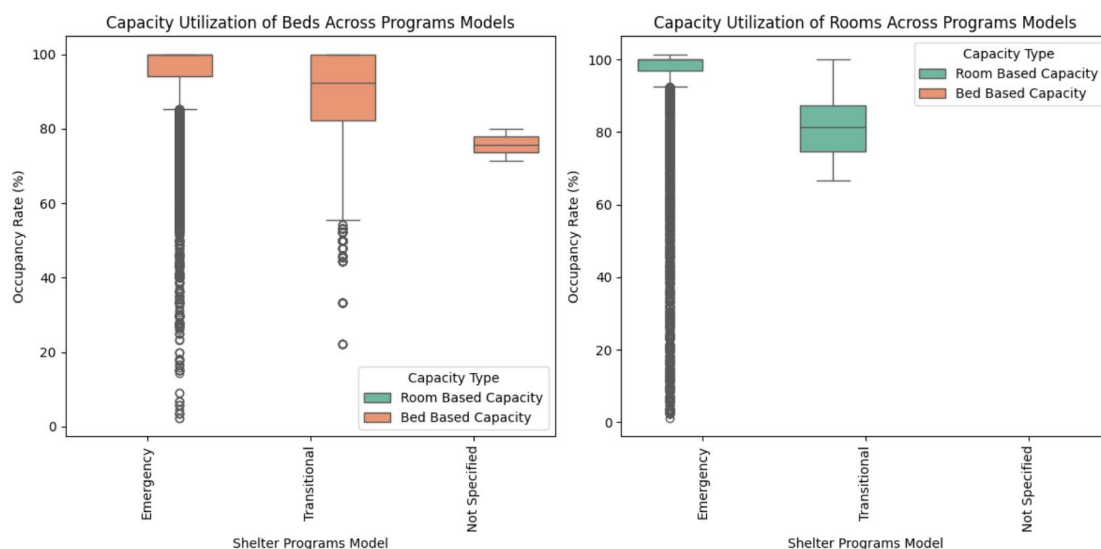 Capacity Utilization of Beds Across Programs Models
100
80
60
40
20
0
Occupancy Rate (%)
Capacity Type
Room Based Capacity
Bed Based Capacity
Emergency
Transitional
Not Specified
Shelter Programs Model
Capacity Utilization of Rooms Across Programs Models
100
80
60
40
20
0
Occupancy Rate (%)
Capacity Type
Room Based Capacity
Bed Based Capacity
Emergency
Transitional
Not Specified
Shelter Programs Model